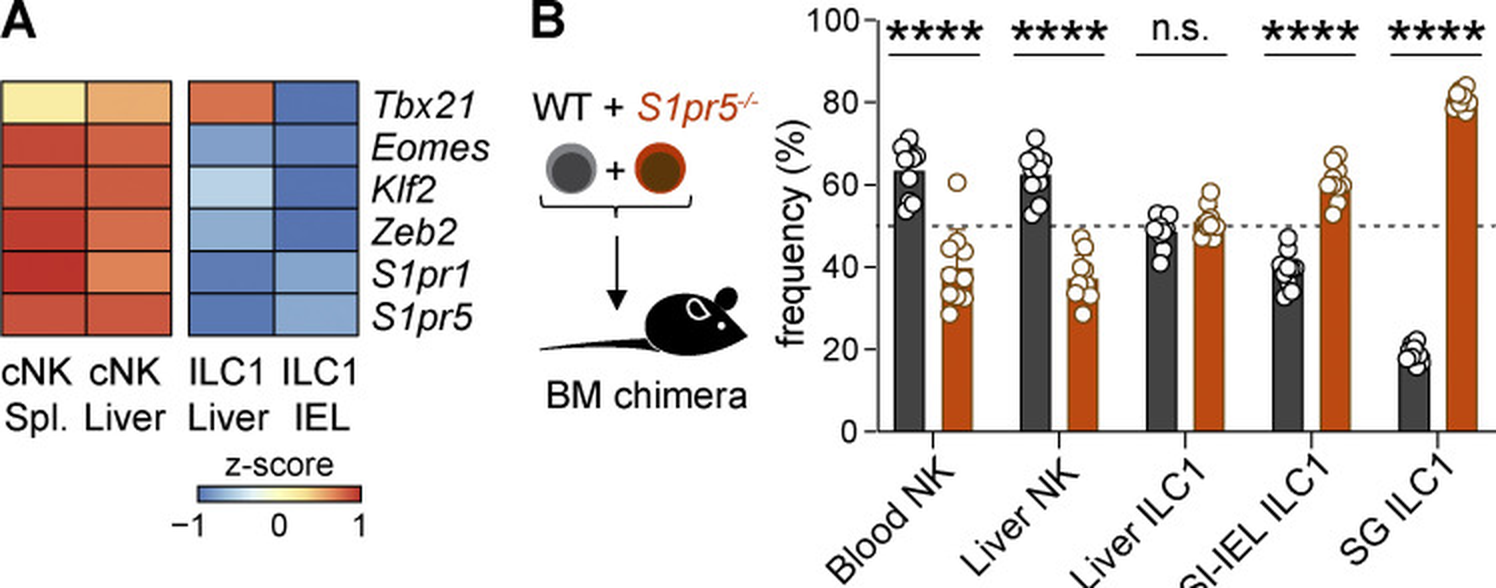 A
Tbx21
Eomes
Klf2
Zeb2
S1pr1
S1pr5
cNK cNK ILC1 ILC1
Spl. Liver Liver IEL
z-score
−1 0 1
B
WT + S1pr5-/-
+
BM chimera
frequency (%)
100
80
60
40
20
0
**** **** n.s. **** ****
Blood NK
Liver NK
Liver ILC1
SI-IEL ILC1
SG ILC1